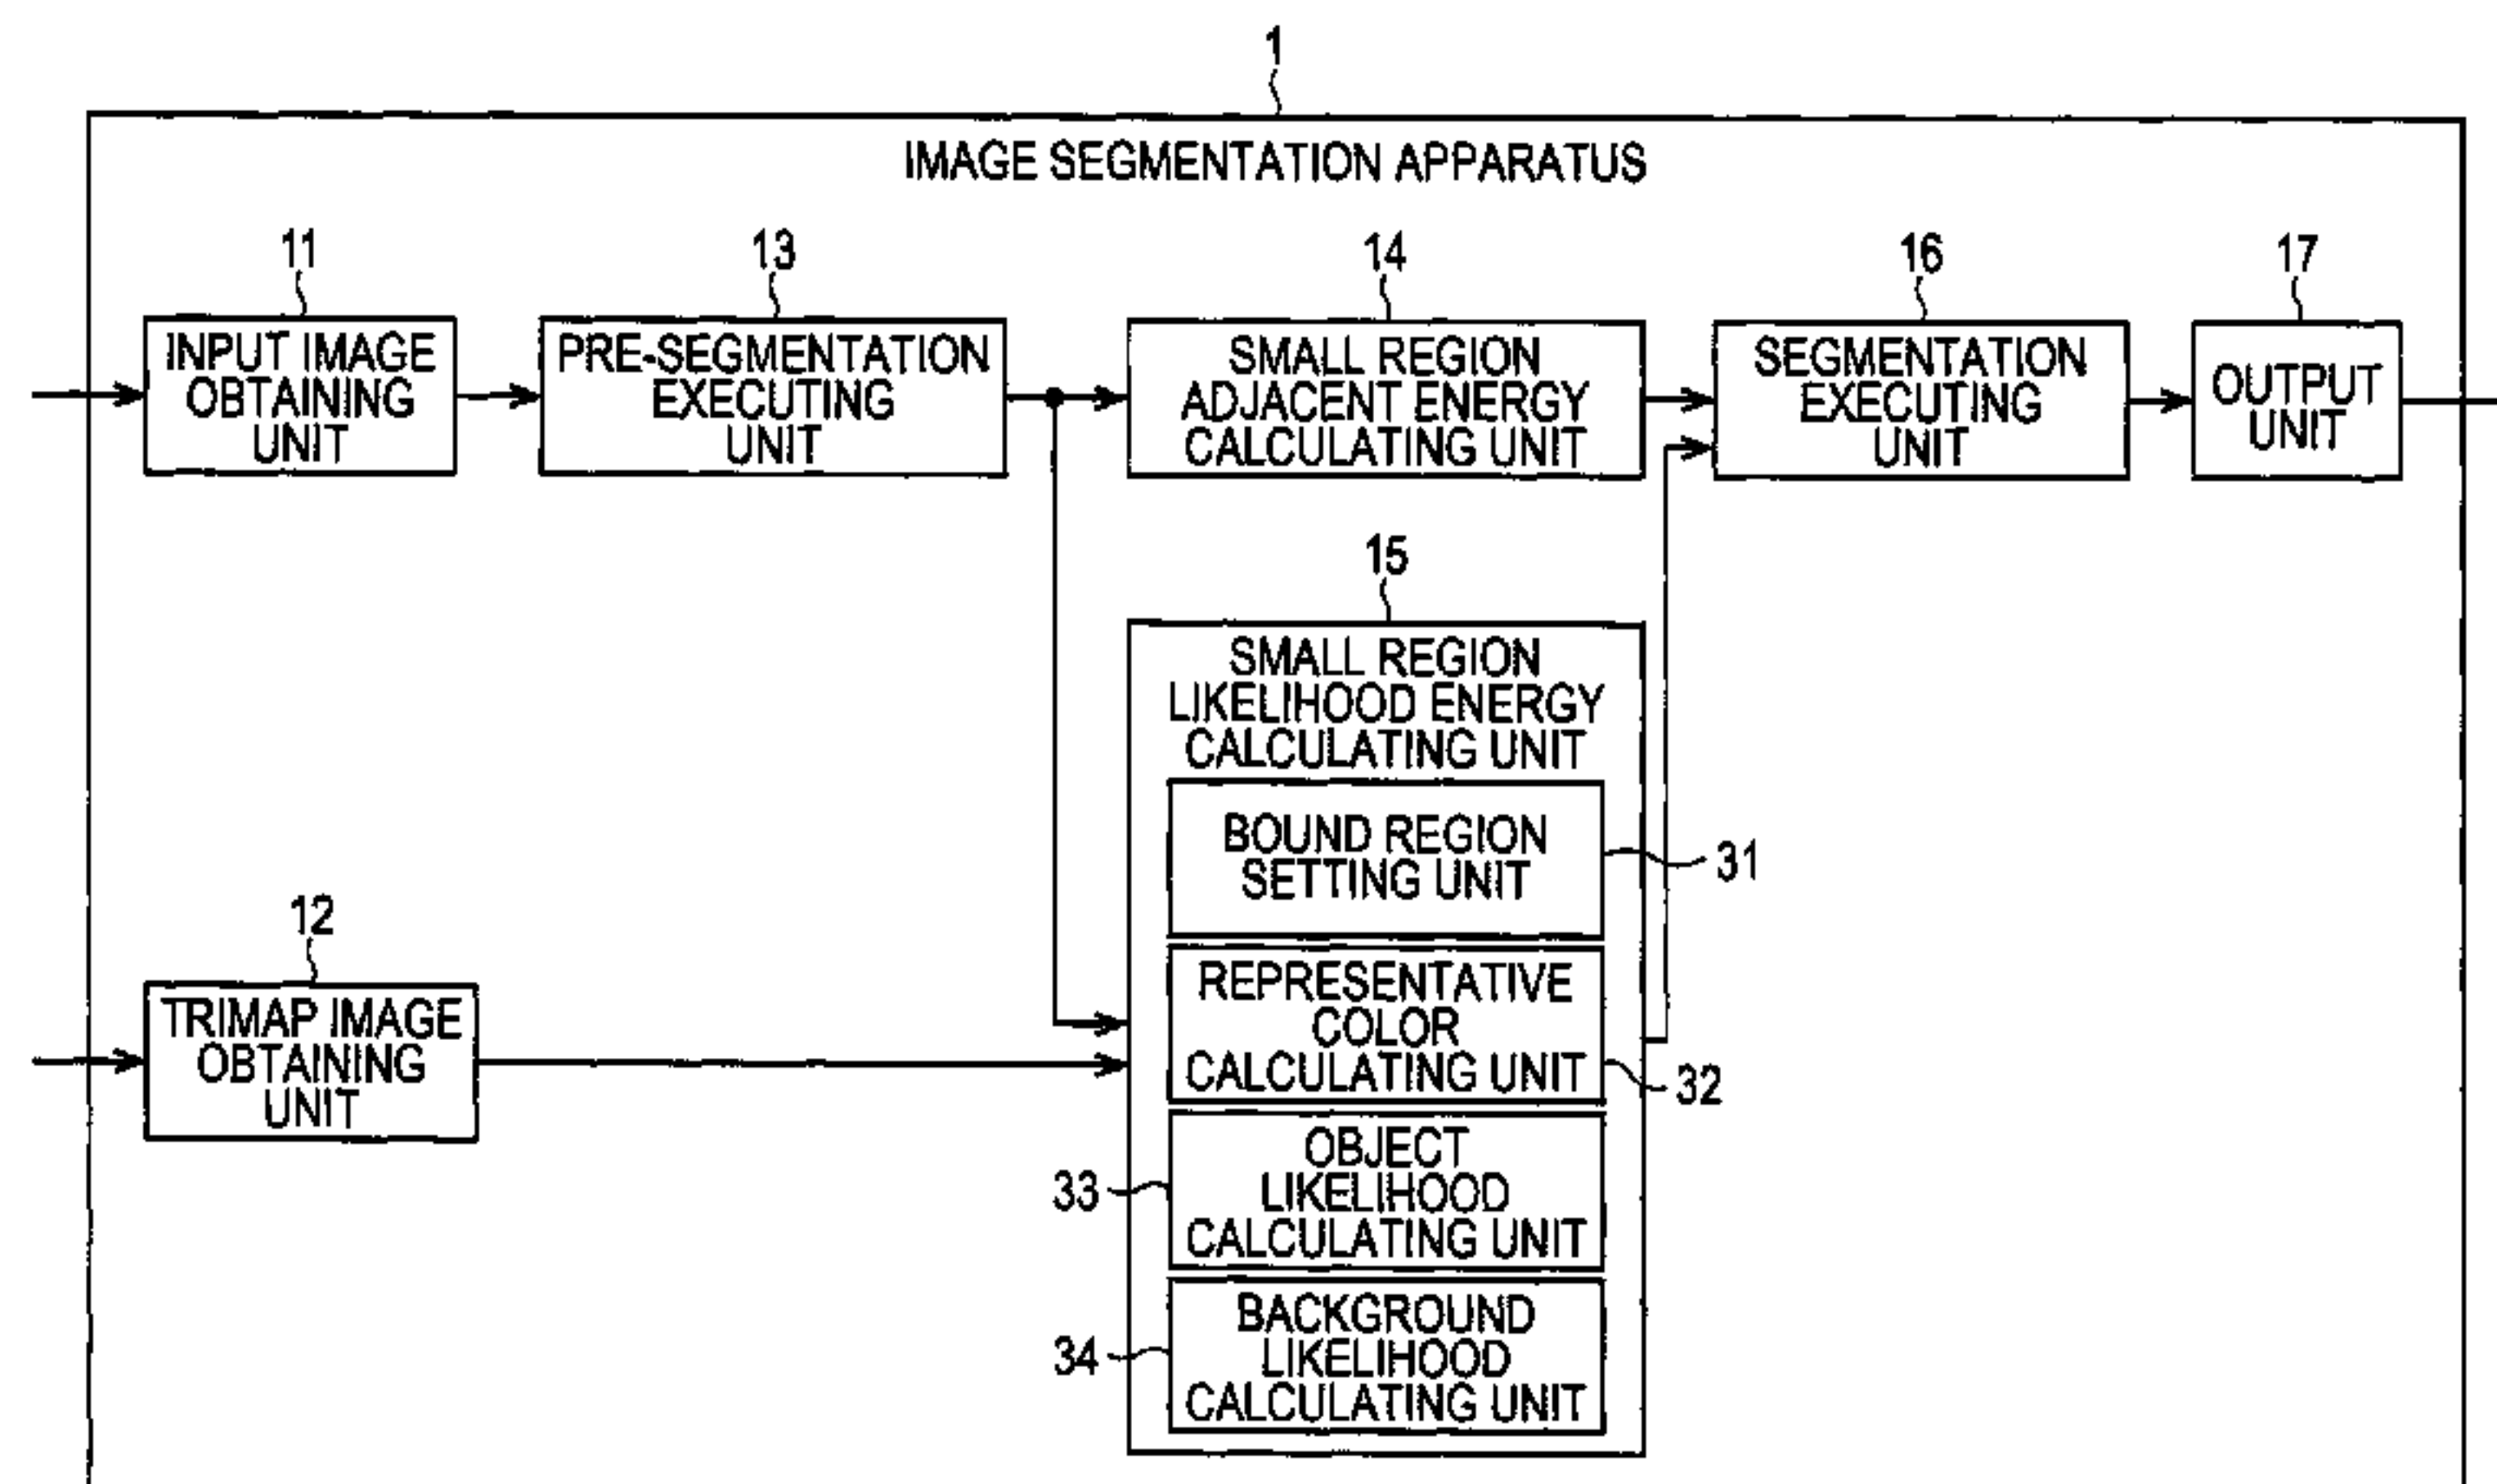 1
IMAGE SEGMENTATION APPARATUS
11
INPUT IMAGE
OBTAINING
UNIT
13
PRE-SEGMENTATION
EXECUTING
UNIT
14
SMALL REGION
ADJACENT ENERGY
CALCULATING UNIT
16
SEGMENTATION
EXECUTING
UNIT
17
OUTPUT
UNIT
15
SMALL REGION
LIKELIHOOD ENERGY
CALCULATING UNIT
BOUND REGION
SETTING UNIT
31
12
TRIMAP IMAGE
OBTAINING
UNIT
REPRESENTATIVE
COLOR
CALCULATING UNIT
32
33
OBJECT
LIKELIHOOD
CALCULATING UNIT
34
BACKGROUND
LIKELIHOOD
CALCULATING UNIT